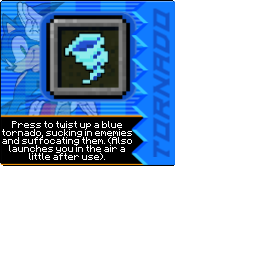 TORNADO
Press to twist up a blue
tornado, sucking in enemies
and suffocating them. (Also
launches you in the air a
little after use).